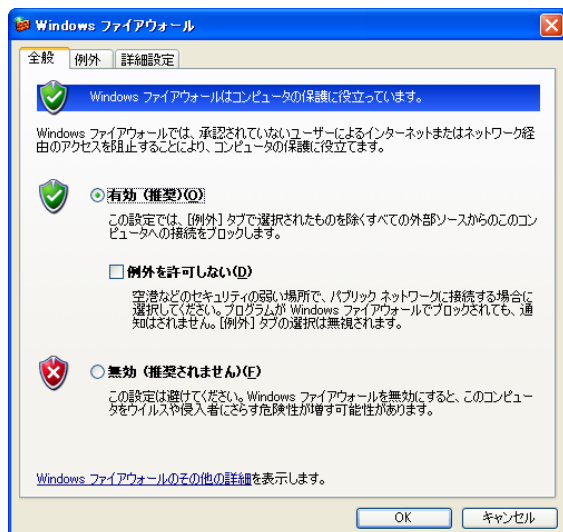 Windows ファイアウォール
全般 例外 詳細設定
Windows ファイアウォールはコンピュータの保護に役立っています。
Windows ファイアウォールでは、承認されていないユーザーによるインターネットまたはネットワーク経
由のアクセスを阻止することにより、コンピュータの保護に役立てます。
有効 (推奨)(O)
この設定では、[例外] タブで選択されたものを除くすべての外部ソースからのこのコン
ピュータへの接続をブロックします。
例外を許可しない(D)
空港などのセキュリティの弱い場所で、パブリック ネットワークに接続する場合に
選択してください。プログラムが Windows ファイアウォールでブロックされても、通
知はされません。[例外] タブの選択は無視されます。
無効 (推奨されません)(F)
この設定は避けてください。Windows ファイアウォールを無効にすると、このコンピュー
タをウイルスや侵入者にさらす危険性が増す可能性があります。
Windows ファイアウォールのその他の詳細を表示します。
OK キャンセル